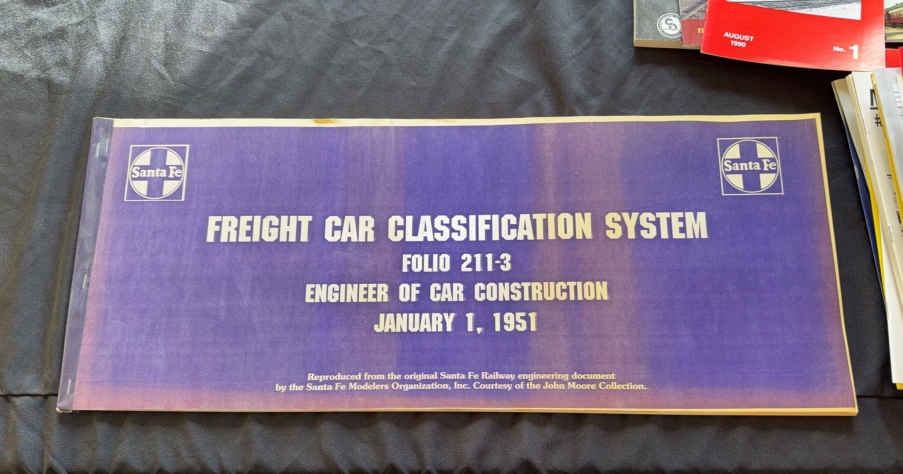 AUGUST
1990
No. 1
Santa Fe
Santa Fe
FREIGHT CAR CLASSIFICATION SYSTEM
FOLIO 211-3
ENGINEER OF CAR CONSTRUCTION
JANUARY 1, 1951
Reproduced from the original Santa Fe Railway engineering document
by the Santa Fe Modelers Organization, Inc. Courtesy of the John Moore Collection.